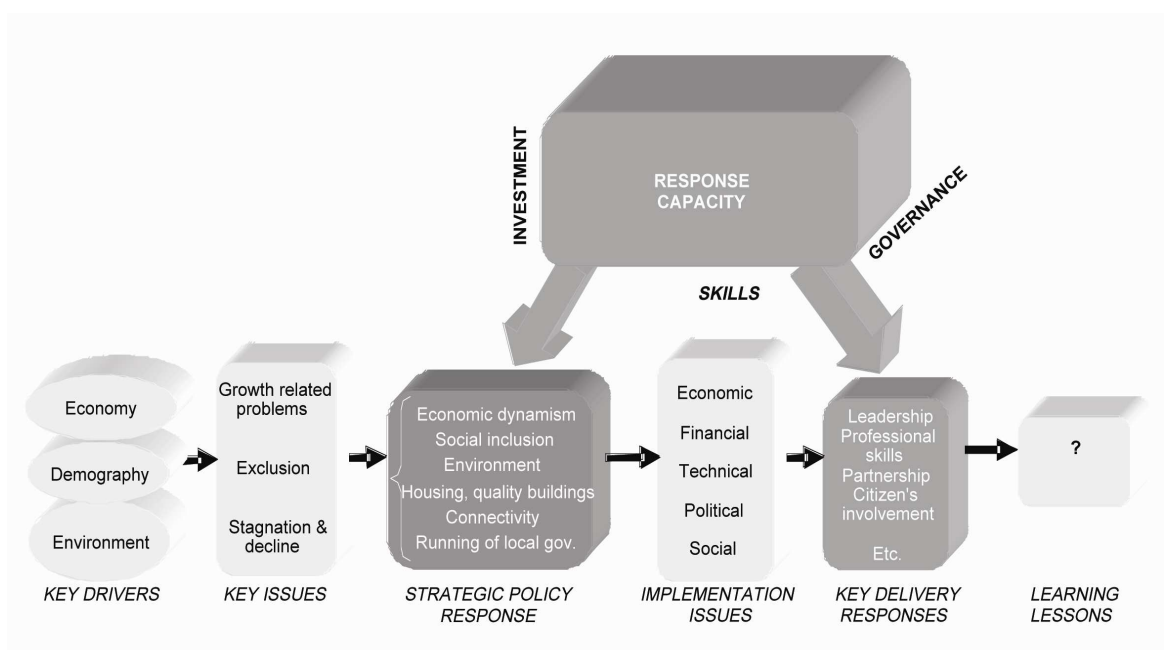 RESPONSE
CAPACITY
INVESTMENT
GOVERNANCE
SKILLS
Economy
Demography
Environment
KEY DRIVERS
Growth related
problems
Exclusion
Stagnation &
decline
KEY ISSUES
Economic dynamism
Social inclusion
Environment
Housing, quality buildings
Connectivity
Running of local gov.
STRATEGIC POLICY
RESPONSE
Economic
Financial
Technical
Political
Social
IMPLEMENTATION
ISSUES
Leadership
Professional
skills
Partnership
Citizen's
involvement
Etc.
KEY DELIVERY
RESPONSES
?
LEARNING
LESSONS